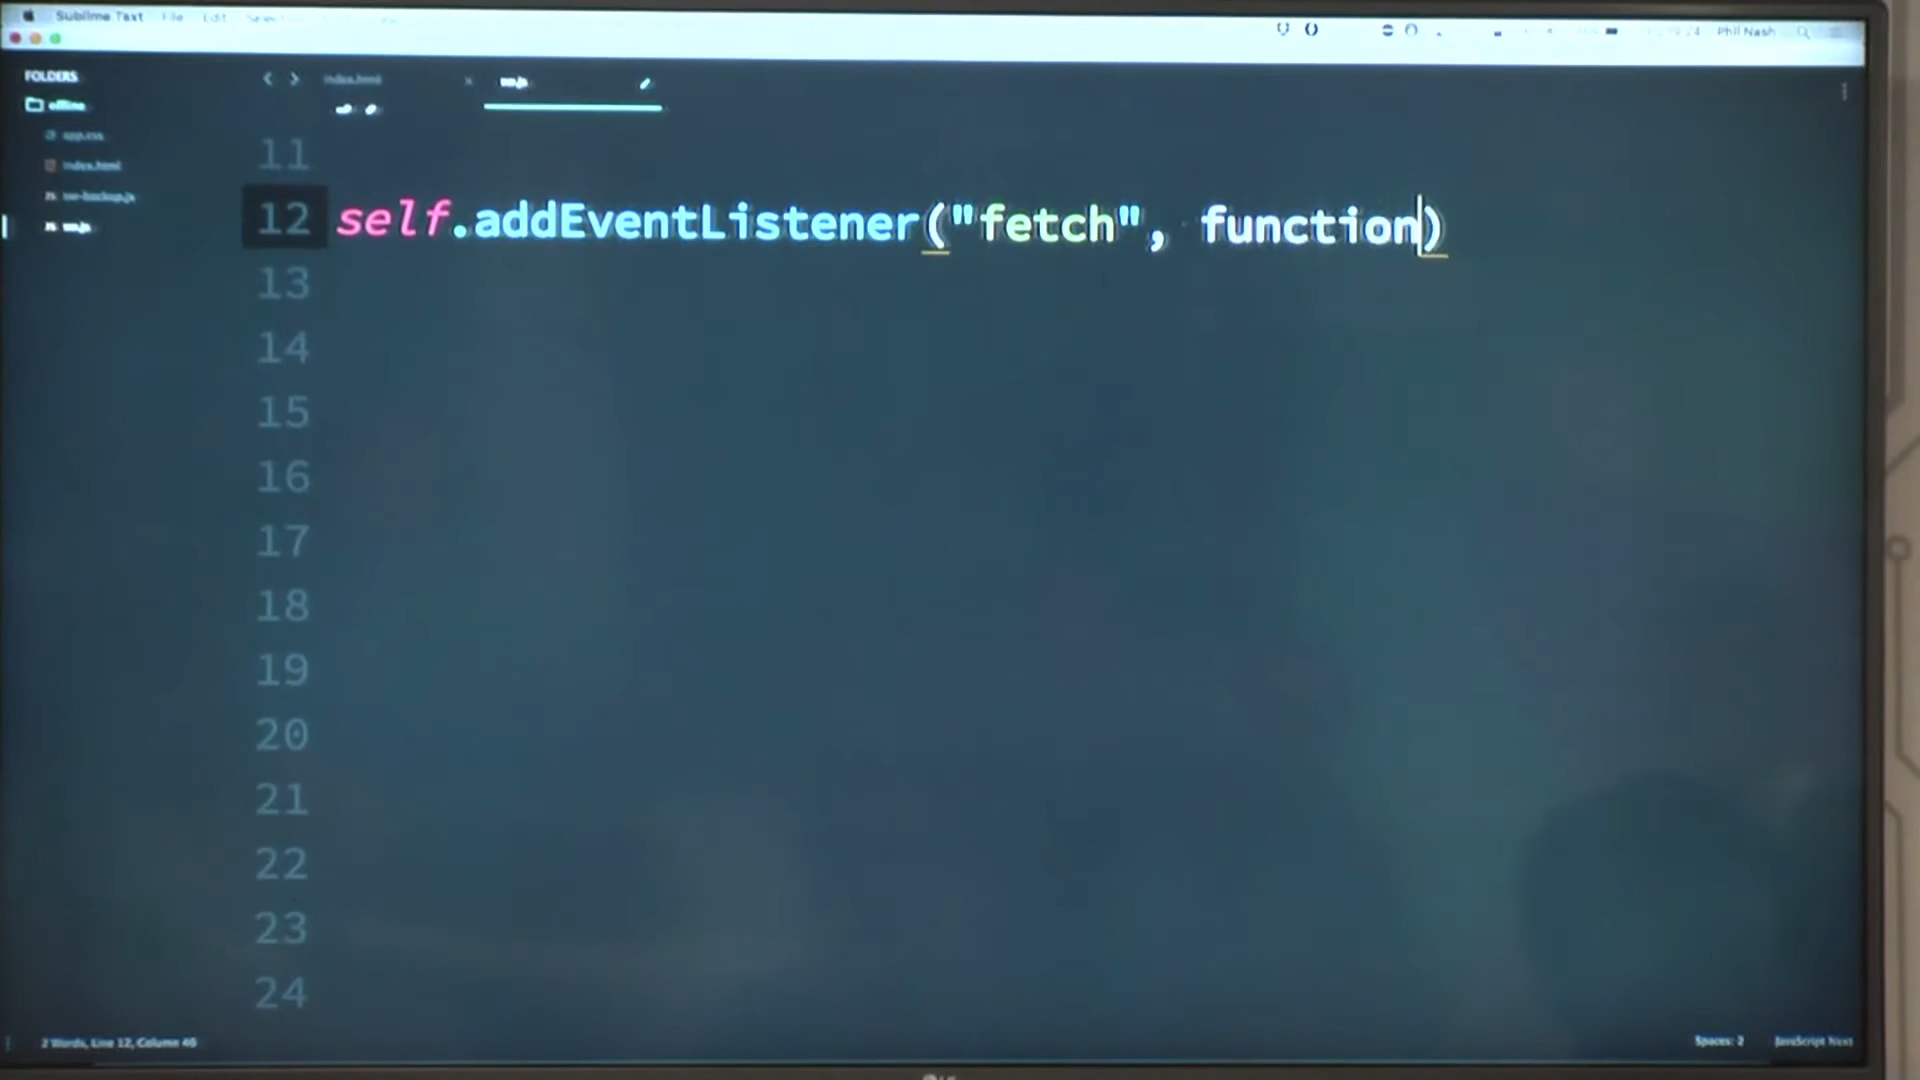 Sublime Text File Edit
Phil Nash
FOLDERS
offline
app.css
index.html
sw-backup.js
sw.js
index.html
sw.js
11
12 self.addEventListener("fetch", function)
13
14
15
16
17
18
19
20
21
22
23
24
2 Words, Line 12, Column 46
Spaces: 2
JavaScript Next